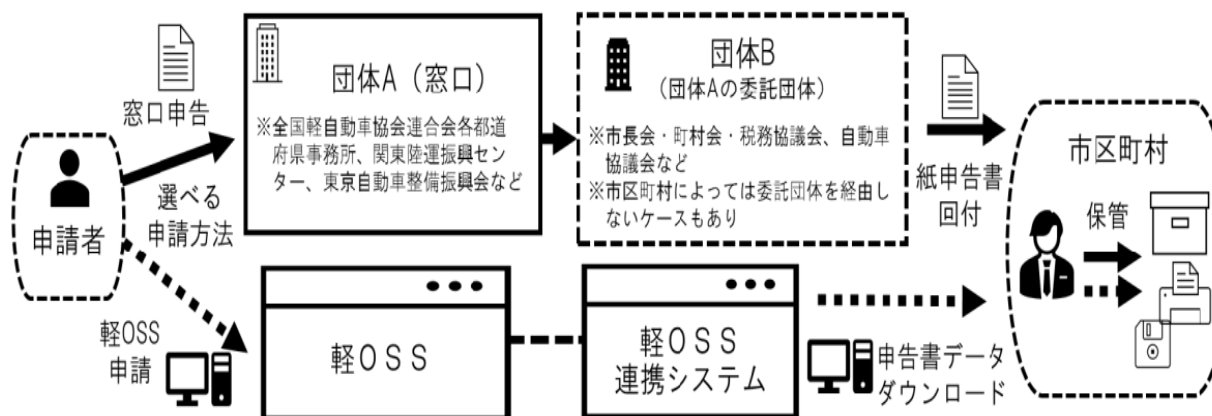 窓口申告
申請者
選べる
申請方法
軽OSS
申請
団体A（窓口）
※全国軽自動車協会連合会各都道
府県事務所、関東陸運振興セン
ター、東京自動車整備振興会など
団体B
（団体Aの委託団体）
※市長会・町村会・税務協議会、自動車
協議会など
※市区町村によっては委託団体を経由し
ないケースもあり
紙申告書
回付
市区町村
保管
軽ＯＳＳ
軽ＯＳＳ
連携システム
申告書データ
ダウンロード